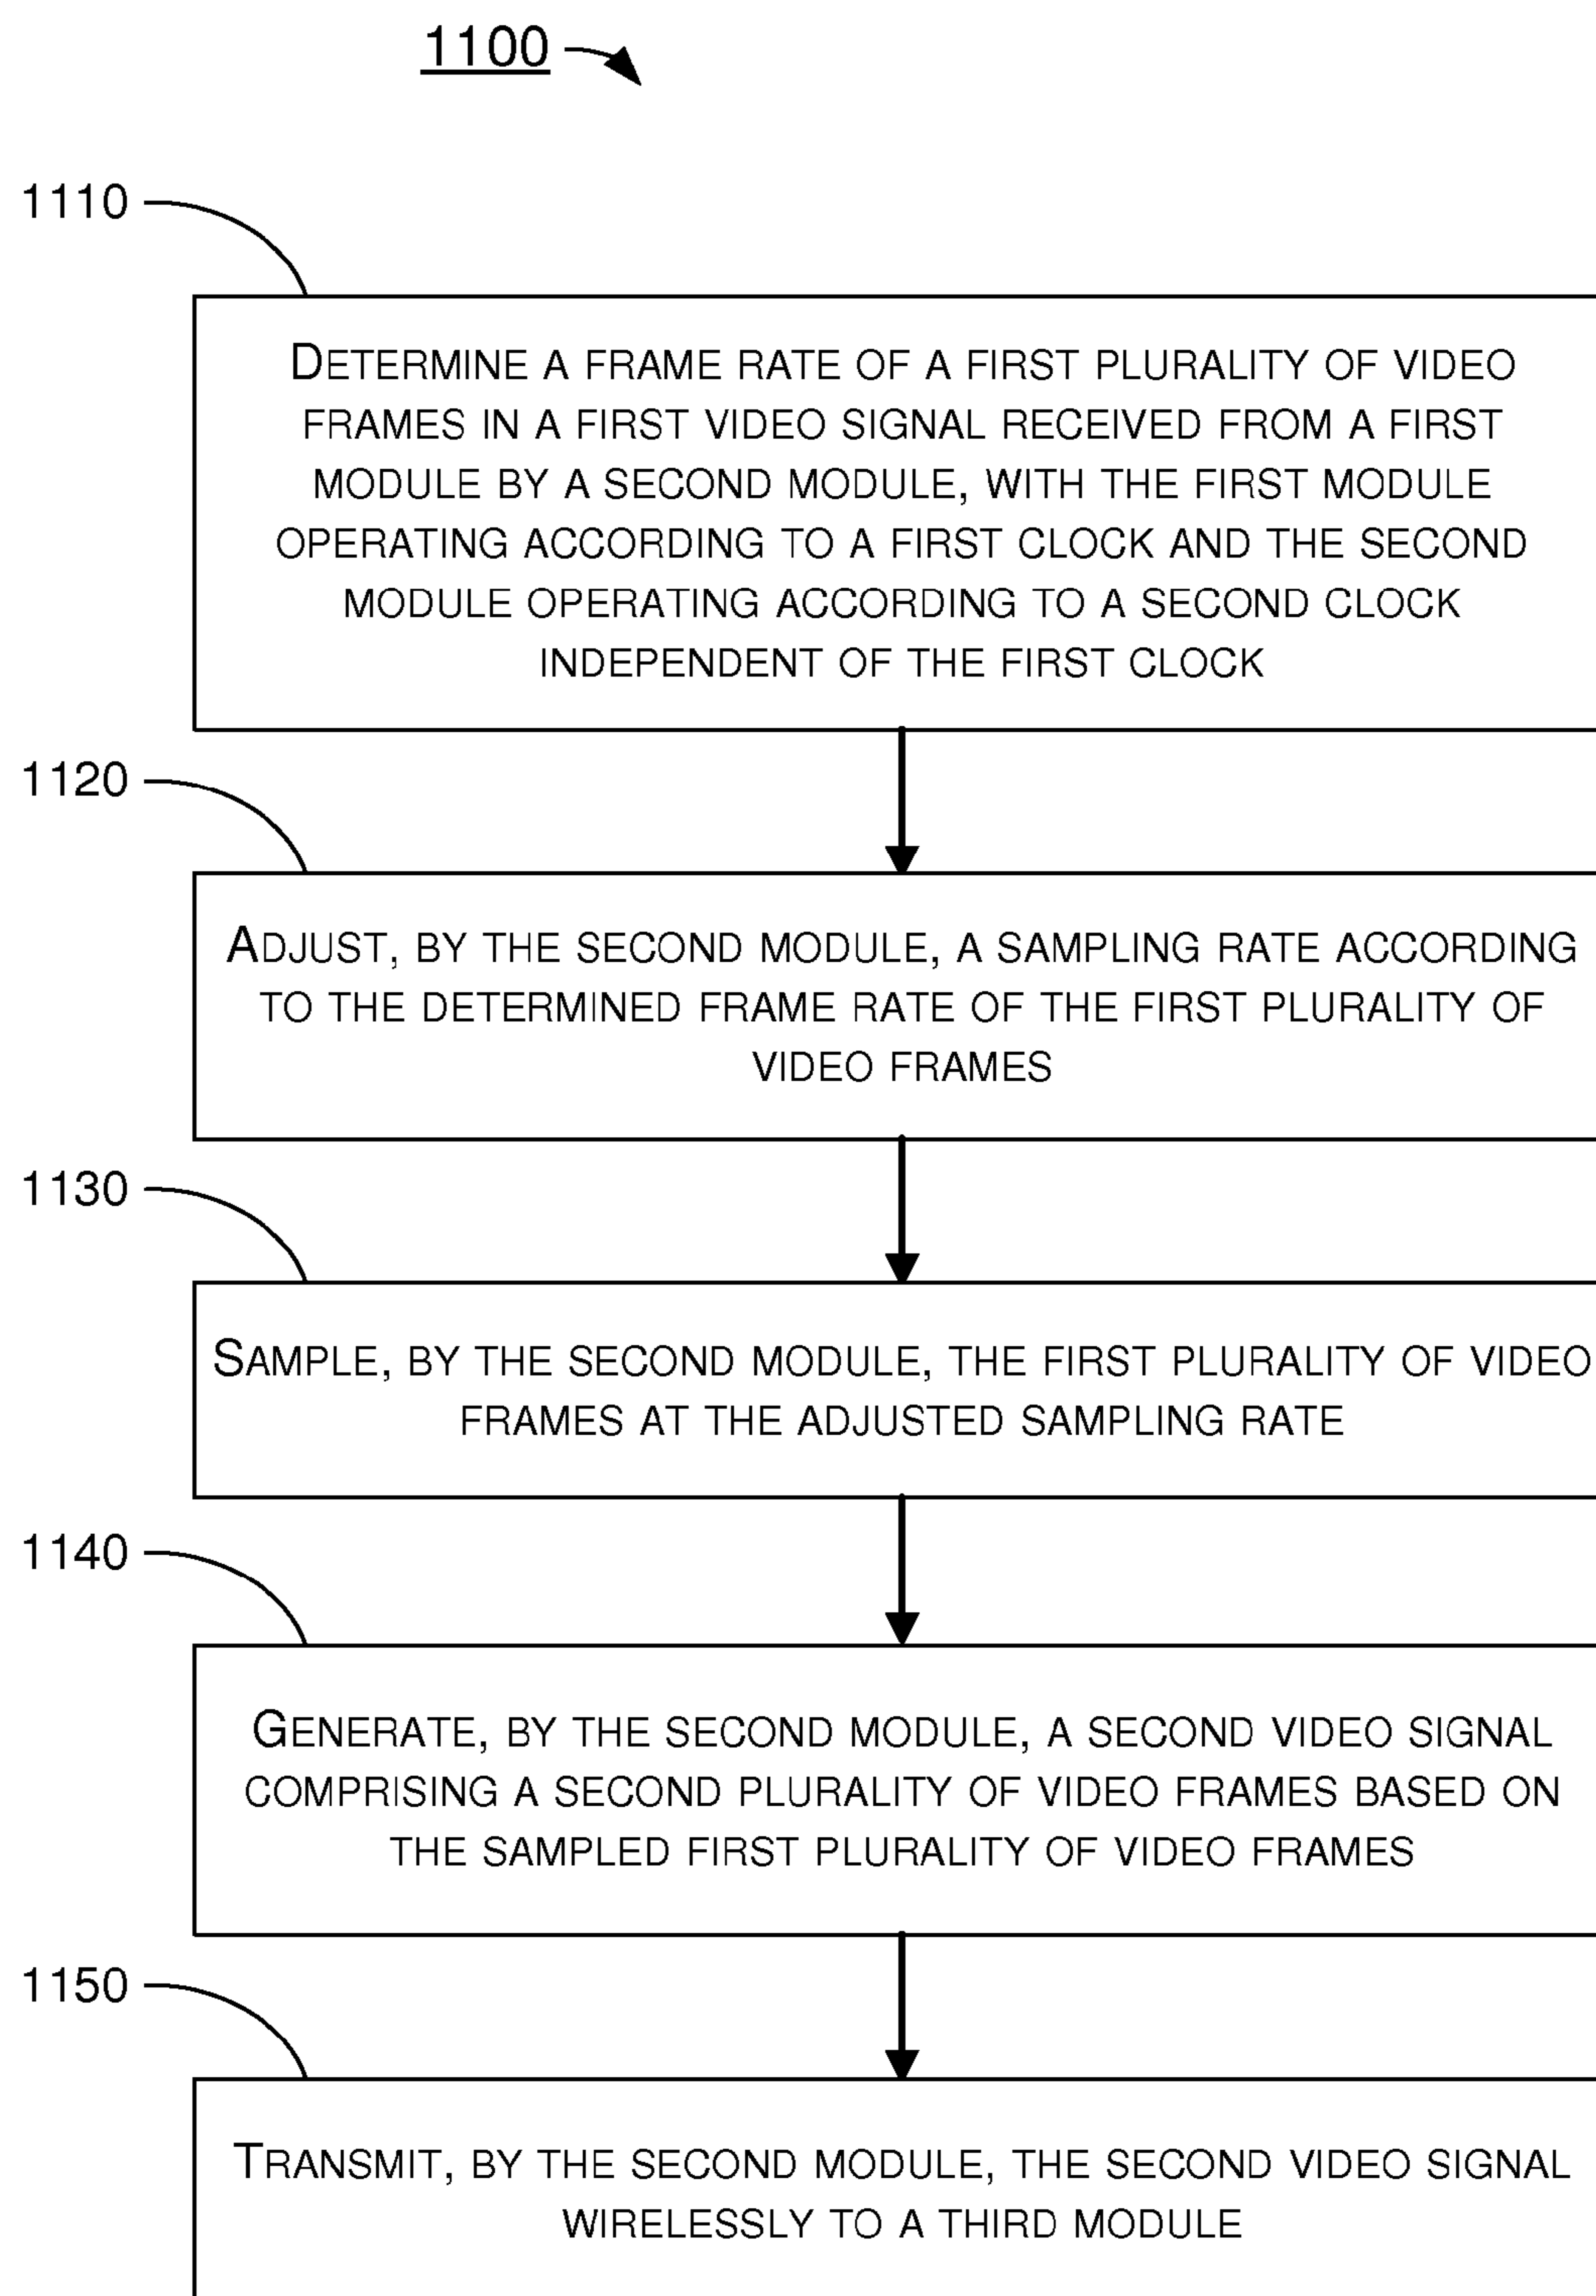 1100
1110
DETERMINE A FRAME RATE OF A FIRST PLURALITY OF VIDEO
FRAMES IN A FIRST VIDEO SIGNAL RECEIVED FROM A FIRST
MODULE BY A SECOND MODULE, WITH THE FIRST MODULE
OPERATING ACCORDING TO A FIRST CLOCK AND THE SECOND
MODULE OPERATING ACCORDING TO A SECOND CLOCK
INDEPENDENT OF THE FIRST CLOCK
1120
ADJUST, BY THE SECOND MODULE, A SAMPLING RATE ACCORDING
TO THE DETERMINED FRAME RATE OF THE FIRST PLURALITY OF
VIDEO FRAMES
1130
SAMPLE, BY THE SECOND MODULE, THE FIRST PLURALITY OF VIDEO
FRAMES AT THE ADJUSTED SAMPLING RATE
1140
GENERATE, BY THE SECOND MODULE, A SECOND VIDEO SIGNAL
COMPRISING A SECOND PLURALITY OF VIDEO FRAMES BASED ON
THE SAMPLED FIRST PLURALITY OF VIDEO FRAMES
1150
TRANSMIT, BY THE SECOND MODULE, THE SECOND VIDEO SIGNAL
WIRELESSLY TO A THIRD MODULE